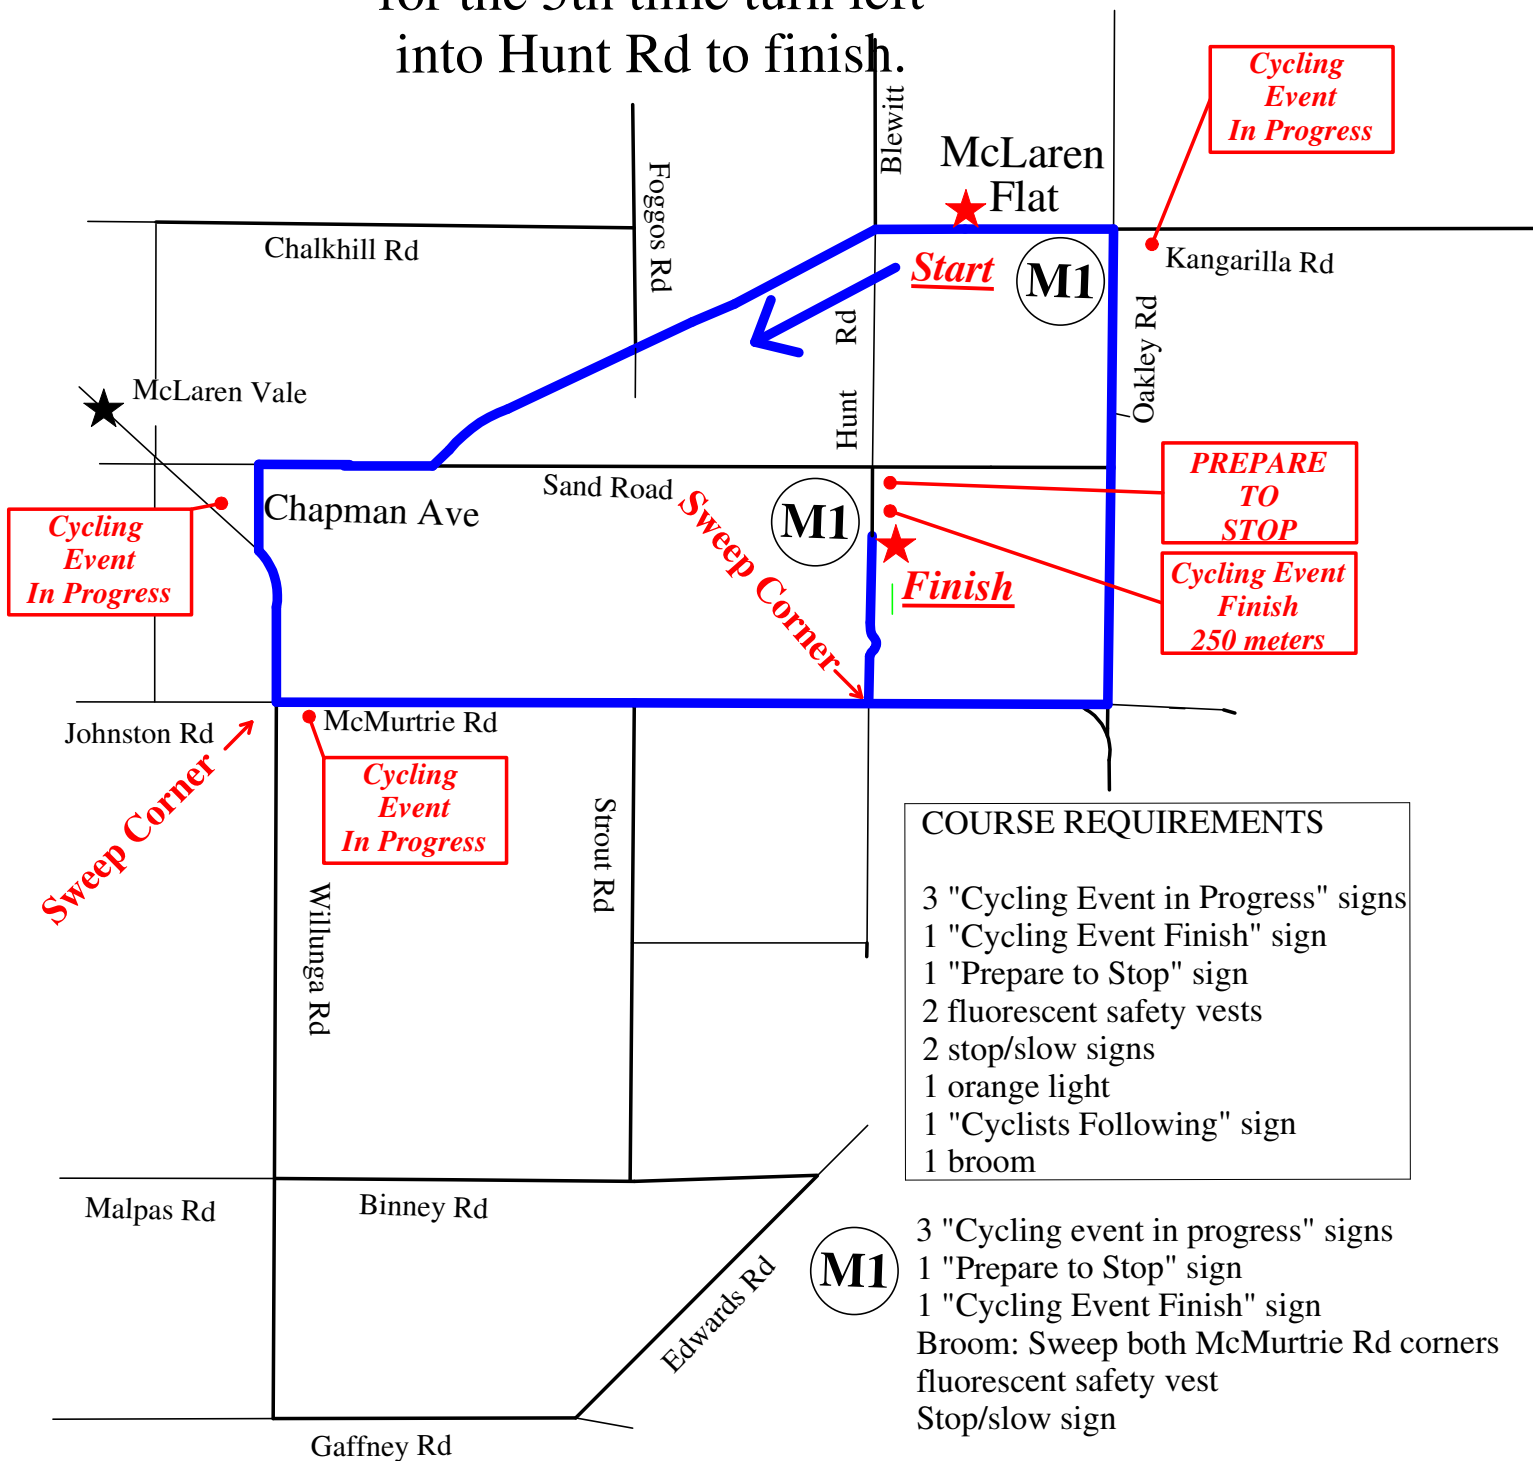 for the 5th time turn left
into Hunt Rd to finish.
Cycling
Event
In Progress
Blewitt
McLaren
Flat
Foggos Rd
Chalkhill Rd
Kangarilla Rd
Start
M1
Hunt Rd
Oakley Rd
McLaren Vale
PREPARE
TO
STOP
Sand Road
Chapman Ave
M1
Sweep Corner
Cycling
Event
In Progress
Cycling Event
Finish
250 meters
Finish
Johnston Rd
McMurtrie Rd
Sweep Corner
Cycling
Event
In Progress
Strout Rd
Willunga Rd
COURSE REQUIREMENTS
3 "Cycling Event in Progress" signs
1 "Cycling Event Finish" sign
1 "Prepare to Stop" sign
2 fluorescent safety vests
2 stop/slow signs
1 orange light
1 "Cyclists Following" sign
1 broom
Malpas Rd
Binney Rd
Edwards Rd
Gaffney Rd
M1
3 "Cycling event in progress" signs
1 "Prepare to Stop" sign
1 "Cycling Event Finish" sign
Broom: Sweep both McMurtrie Rd corners
fluorescent safety vest
Stop/slow sign